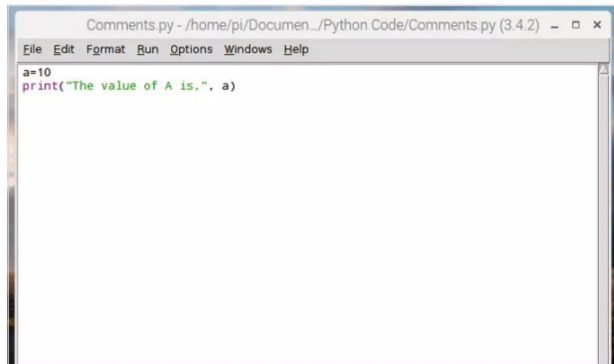 Comments.py - /home/pi/Documen.../Python Code/Comments.py (3.4.2)
File Edit Format Run Options Windows Help
a=10
print("The value of A is,", a)